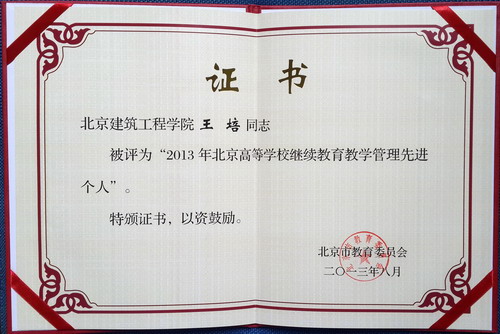 证书
北京建筑工程学院 王培 同志
被评为“2013年北京高等学校继续教育教学管理先进
个人”。
特颁证书，以资鼓励。
北京市教育委员会
二〇一三年八月